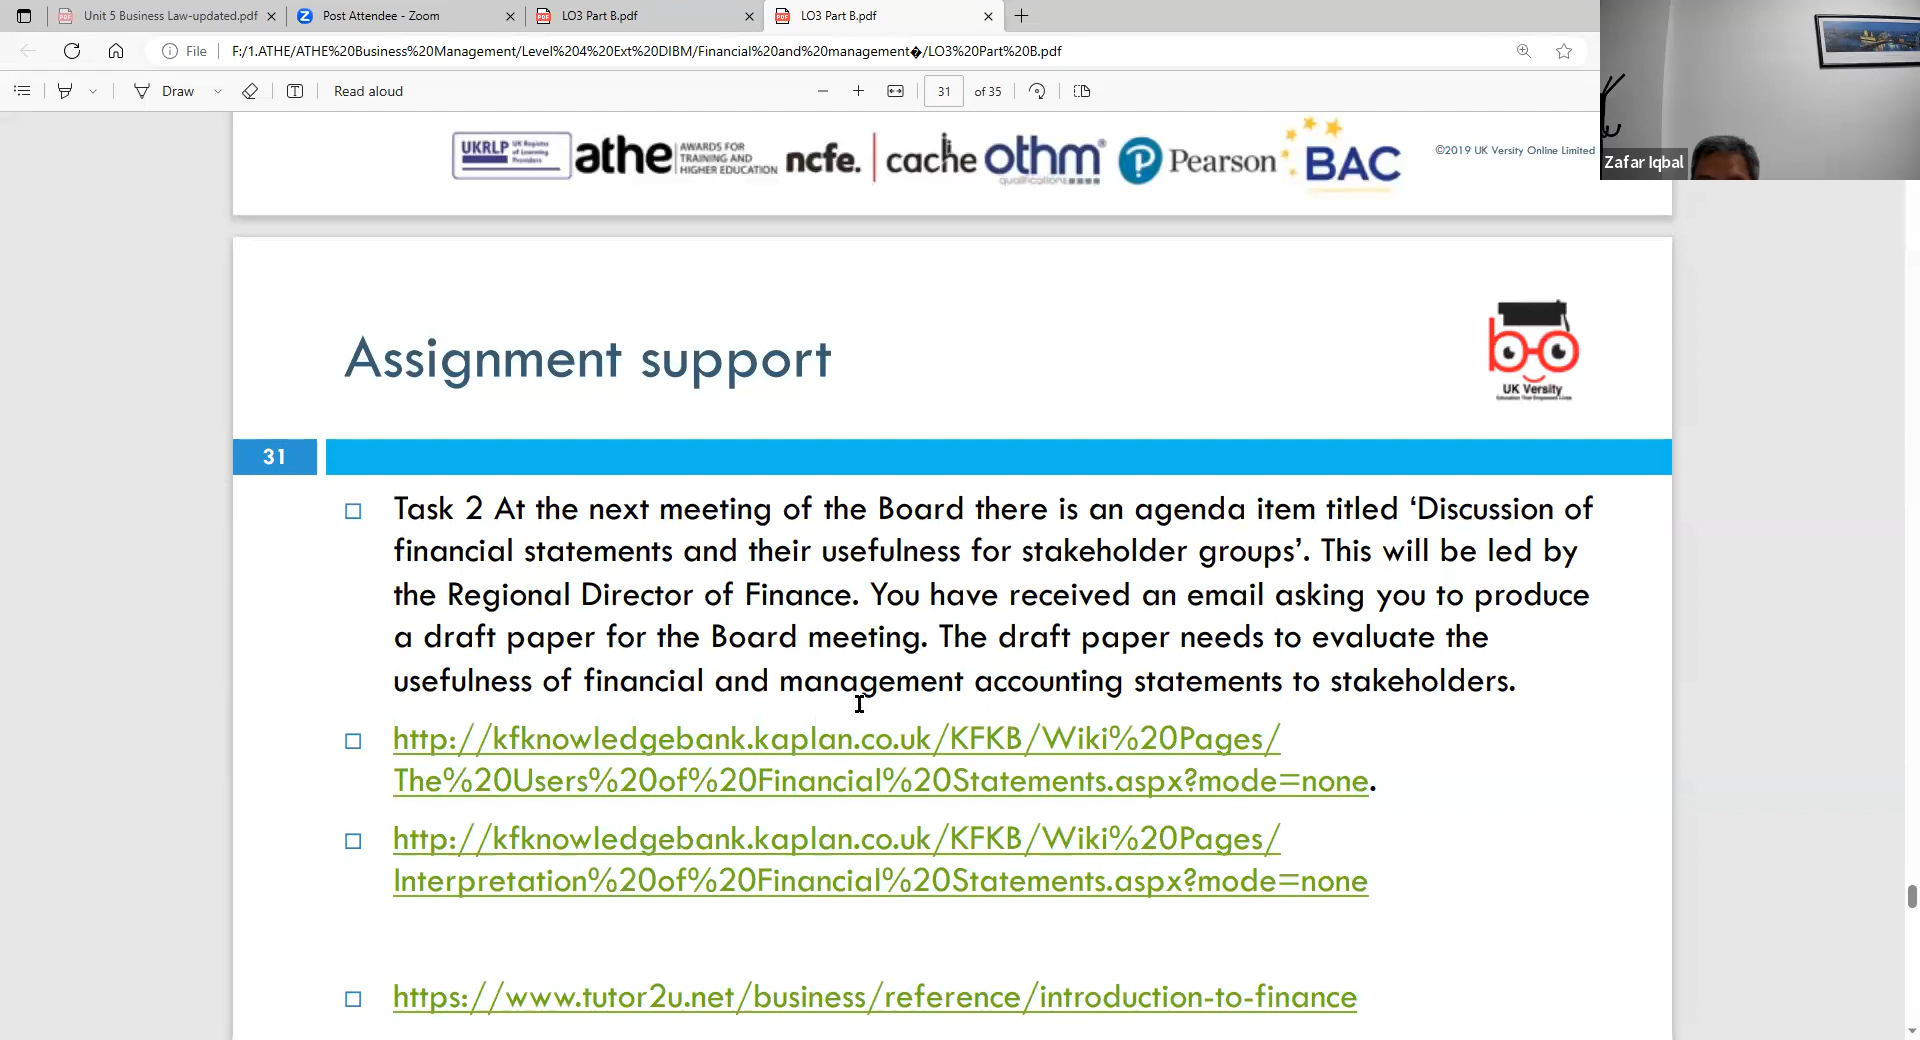 Unit 5 Business Law-updated.pdf
Post Attendee - Zoom
LO3 Part B.pdf
LO3 Part B.pdf
File
F:/1.ATHE/ATHE%20Business%20Management/Level%204%20Ext%20DIBM/Financial%20and%20management�/LO3%20Part%20B.pdf
Draw
Read aloud
31
of 35
UKRLP UK Register of Learning Providers
athe AWARDS FOR TRAINING AND HIGHER EDUCATION
ncfe.
cache
othm qualifications
Pearson
BAC
©2019 UK Versity Online Limited
Zafar Iqbal
Assignment support
UK Versity
31
Task 2 At the next meeting of the Board there is an agenda item titled ‘Discussion of
financial statements and their usefulness for stakeholder groups’. This will be led by
the Regional Director of Finance. You have received an email asking you to produce
a draft paper for the Board meeting. The draft paper needs to evaluate the
usefulness of financial and management accounting statements to stakeholders.
http://kfknowledgebank.kaplan.co.uk/KFKB/Wiki%20Pages/
The%20Users%20of%20Financial%20Statements.aspx?mode=none.
http://kfknowledgebank.kaplan.co.uk/KFKB/Wiki%20Pages/
Interpretation%20of%20Financial%20Statements.aspx?mode=none
https://www.tutor2u.net/business/reference/introduction-to-finance